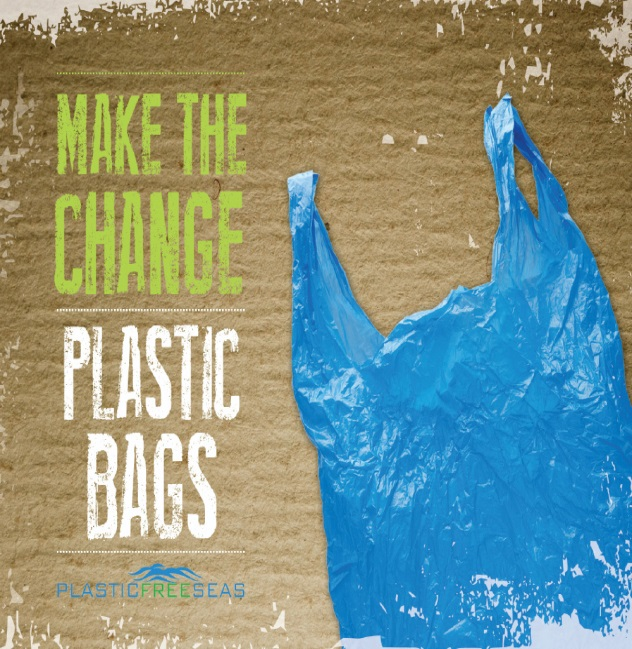 MAKE THE
CHANGE
PLASTIC
BAGS
PLASTICFREESEAS